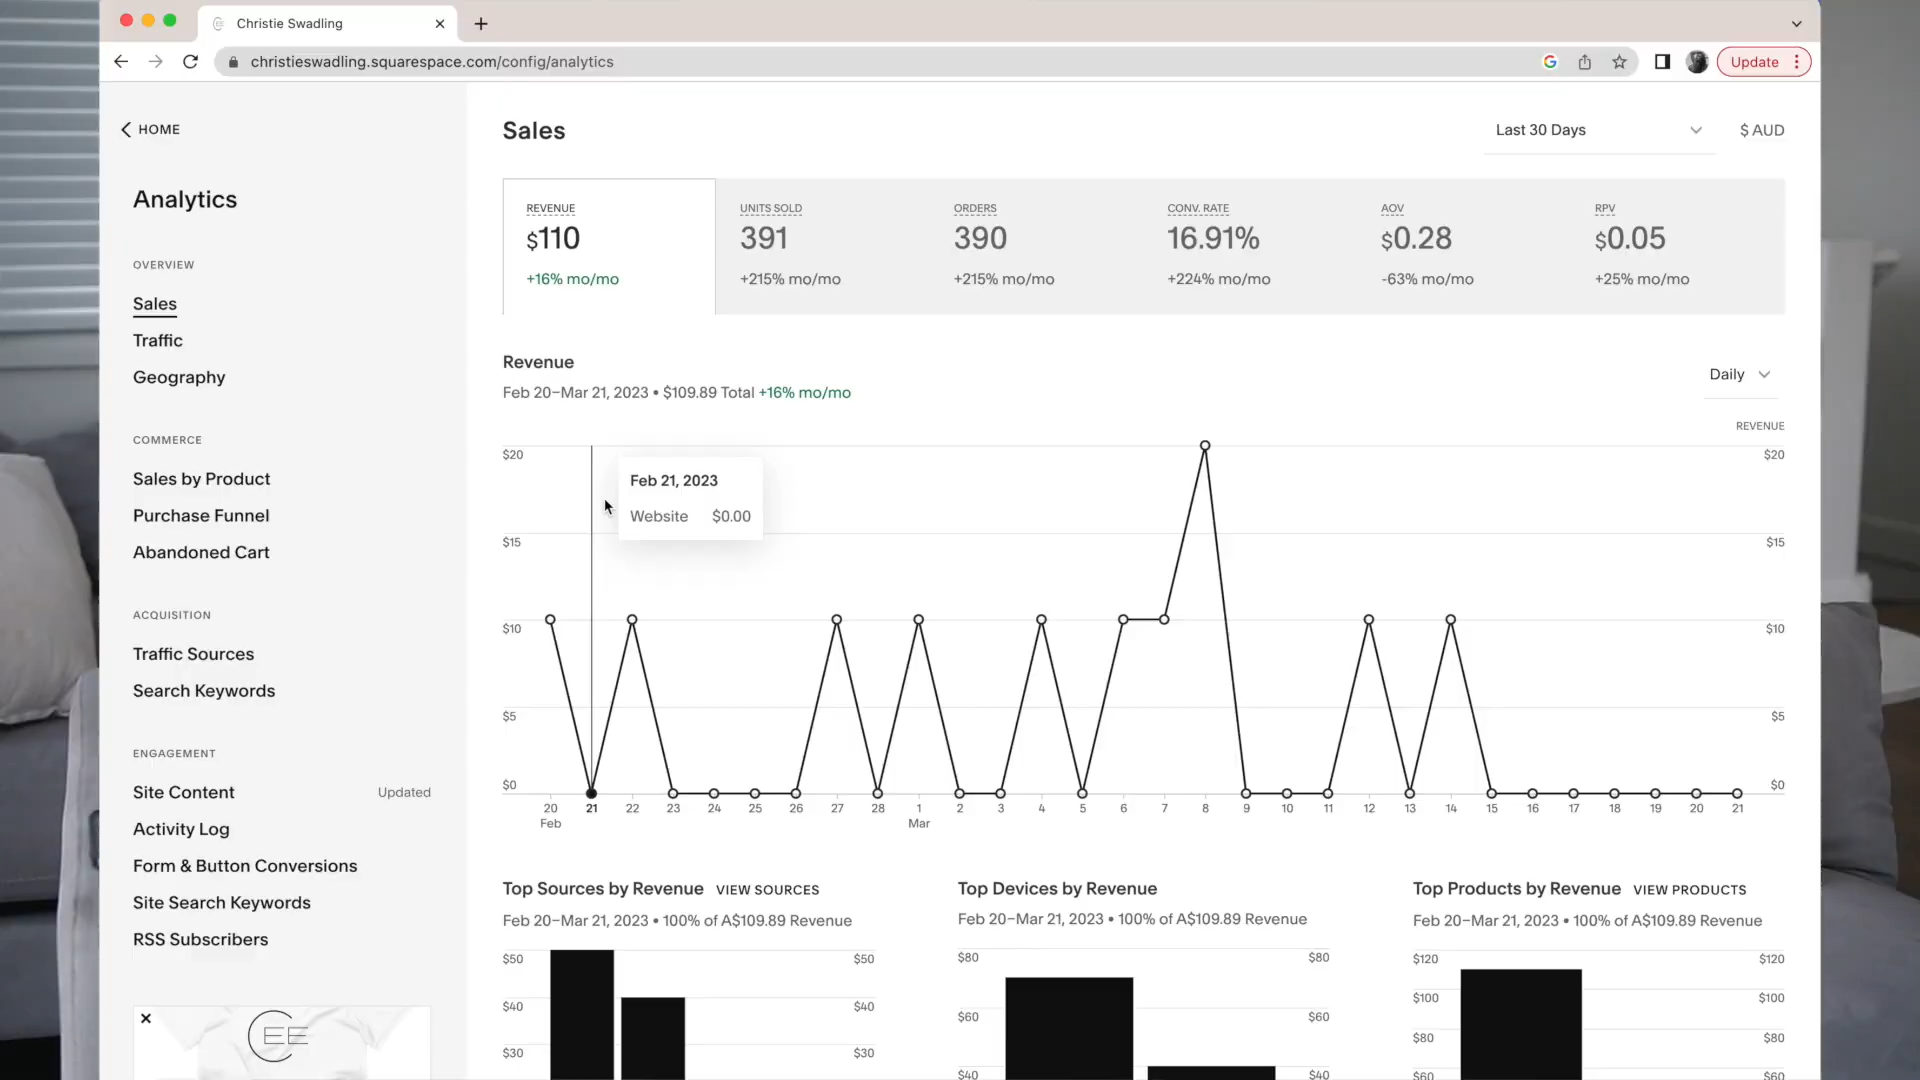 Christie Swadling
christieswadling.squarespace.com/config/analytics
Update
HOME
Analytics
OVERVIEW
Sales
Traffic
Geography
COMMERCE
Sales by Product
Purchase Funnel
Abandoned Cart
ACQUISITION
Traffic Sources
Search Keywords
ENGAGEMENT
Site Content Updated
Activity Log
Form & Button Conversions
Site Search Keywords
RSS Subscribers
EE
Sales
Last 30 Days
$ AUD
REVENUE UNITS SOLD ORDERS CONV. RATE AOV RPV
$110 391 390 16.91% $0.28 $0.05
+16% mo/mo +215% mo/mo +215% mo/mo +224% mo/mo -63% mo/mo +25% mo/mo
Revenue
Feb 20–Mar 21, 2023 • $109.89 Total +16% mo/mo
Daily
REVENUE
$20 $20
Feb 21, 2023
Website $0.00
$15 $15
$10 $10
$5 $5
$0 $0
20 21 22 23 24 25 26 27 28 1 2 3 4 5 6 7 8 9 10 11 12 13 14 15 16 17 18 19 20 21
Feb Mar
Top Sources by Revenue VIEW SOURCES
Feb 20–Mar 21, 2023 • 100% of A$109.89 Revenue
$50 $50
$40 $40
$30 $30
Top Devices by Revenue
Feb 20–Mar 21, 2023 • 100% of A$109.89 Revenue
$80 $80
$60 $60
$40 $40
Top Products by Revenue VIEW PRODUCTS
Feb 20–Mar 21, 2023 • 100% of A$109.89 Revenue
$120 $120
$100 $100
$80 $80
$60 $60